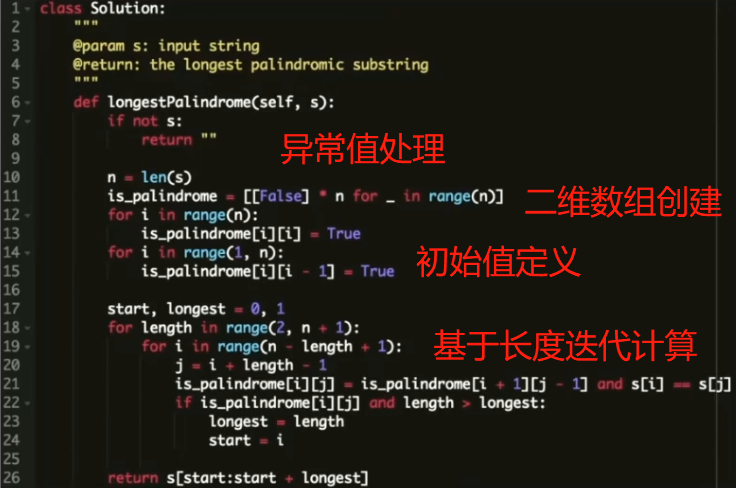 1 class Solution:
2 """
3 @param s: input string
4 @return: the longest palindromic substring
5 """
6 def longestPalindrome(self, s):
7 if not s:
8 return ""
异常值处理
9
10 n = len(s)
11 is_palindrome = [[False] * n for _ in range(n)]
二维数组创建
12 for i in range(n):
13 is_palindrome[i][i] = True
14 for i in range(1, n):
初始值定义
15 is_palindrome[i][i - 1] = True
16
17 start, longest = 0, 1
18 for length in range(2, n + 1):
19 for i in range(n - length + 1):
基于长度迭代计算
20 j = i + length - 1
21 is_palindrome[i][j] = is_palindrome[i + 1][j - 1] and s[i] == s[j]
22 if is_palindrome[i][j] and length > longest:
23 longest = length
24 start = i
25
26 return s[start:start + longest]